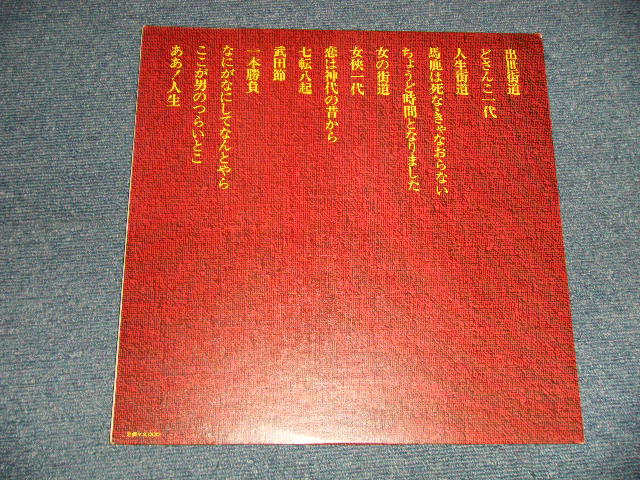 出世街道
どさんこ一代
人生街道
馬鹿は死なきゃなおらない
ちょうど時間となりました
女の街道
女侠一代
恋は神代の昔から
七転八起
武田節
一本勝負
なにがなにしてなんとやら
ここが男のつらいとこ
ああ!人生